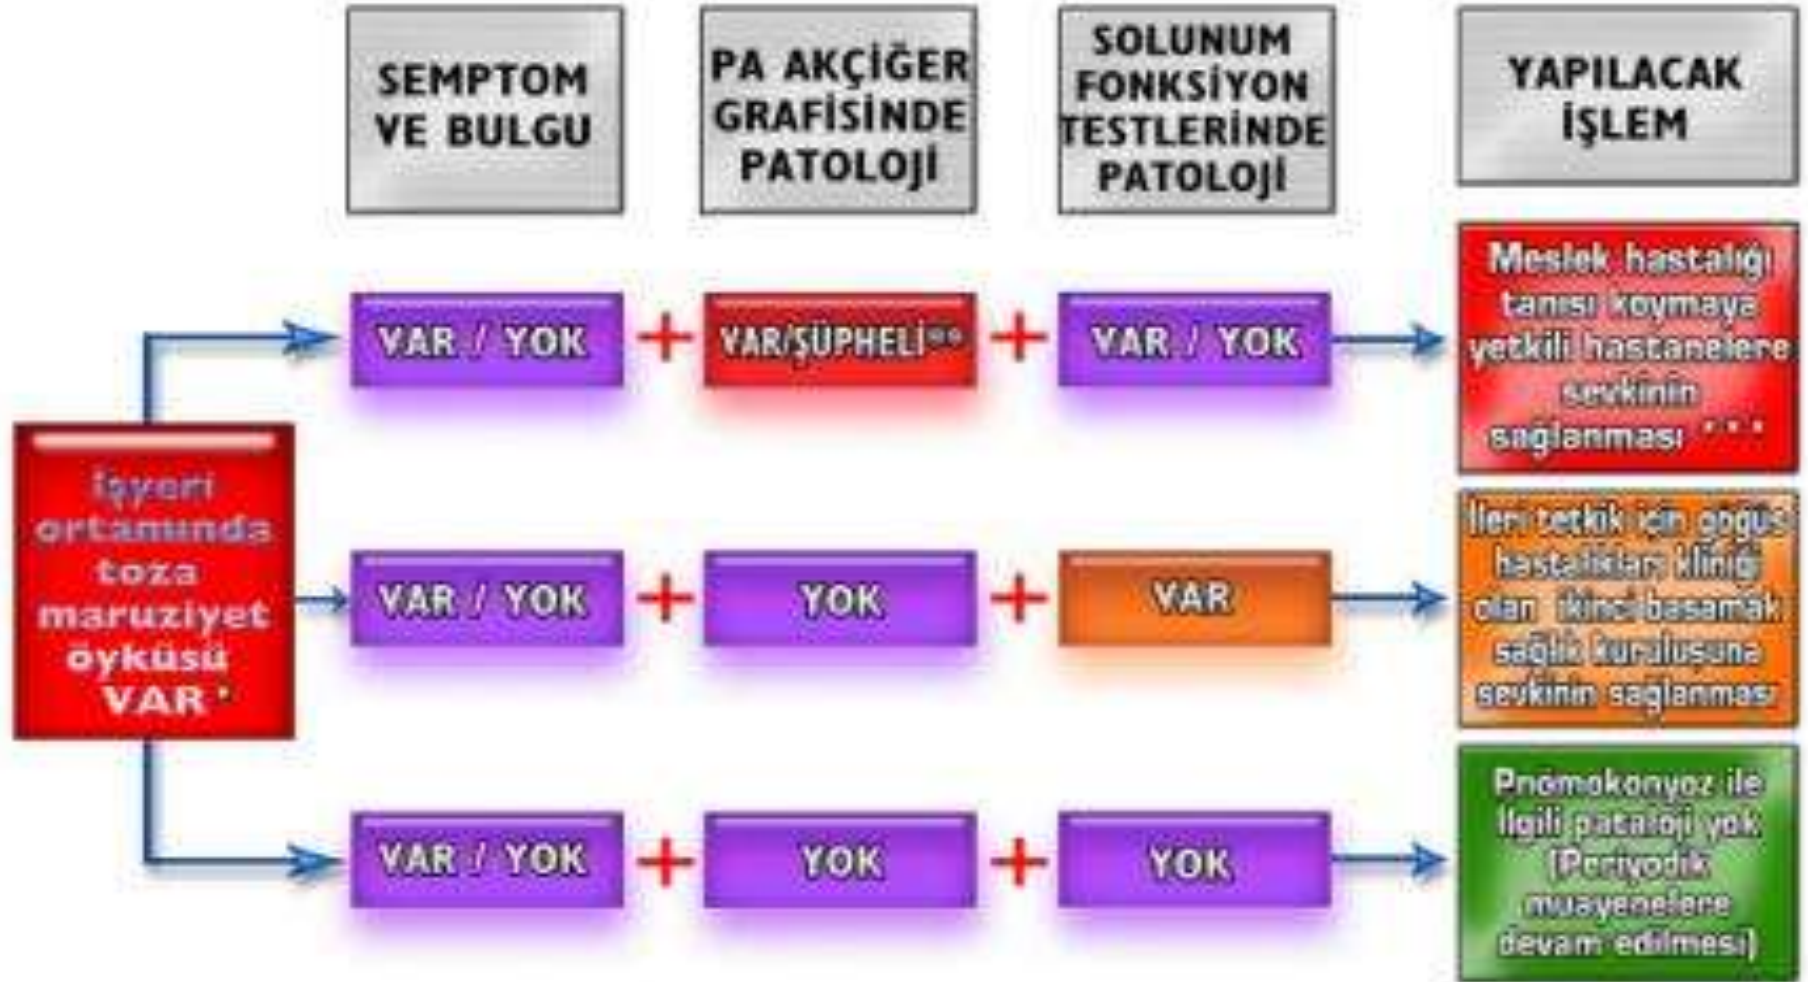 SEMPTOM
VE BULGU
PA AKÇİĞER
GRAFİSİNDE
PATOLOJİ
SOLUNUM
FONKSİYON
TESTLERİNDE
PATOLOJİ
YAPILACAK
İŞLEM
İşyeri
ortamında
toza
maruziyet
öyküsü
VAR *
VAR / YOK
+
VAR/ŞÜPHELİ**
+
VAR / YOK
Meslek hastalığı
tanısı koymaya
yetkili hastanelere
sevkinin
sağlanması ***
VAR / YOK
+
YOK
+
VAR
İleri tetkik için göğüs
hastalıkları kliniği
olan ikinci basamak
sağlık kuruluşuna
sevkinin sağlanması
VAR / YOK
+
YOK
+
YOK
Pnömokonyoz ile
İlgili pataloji yok
(Periyodik
muayenelere
devam edilmesi)